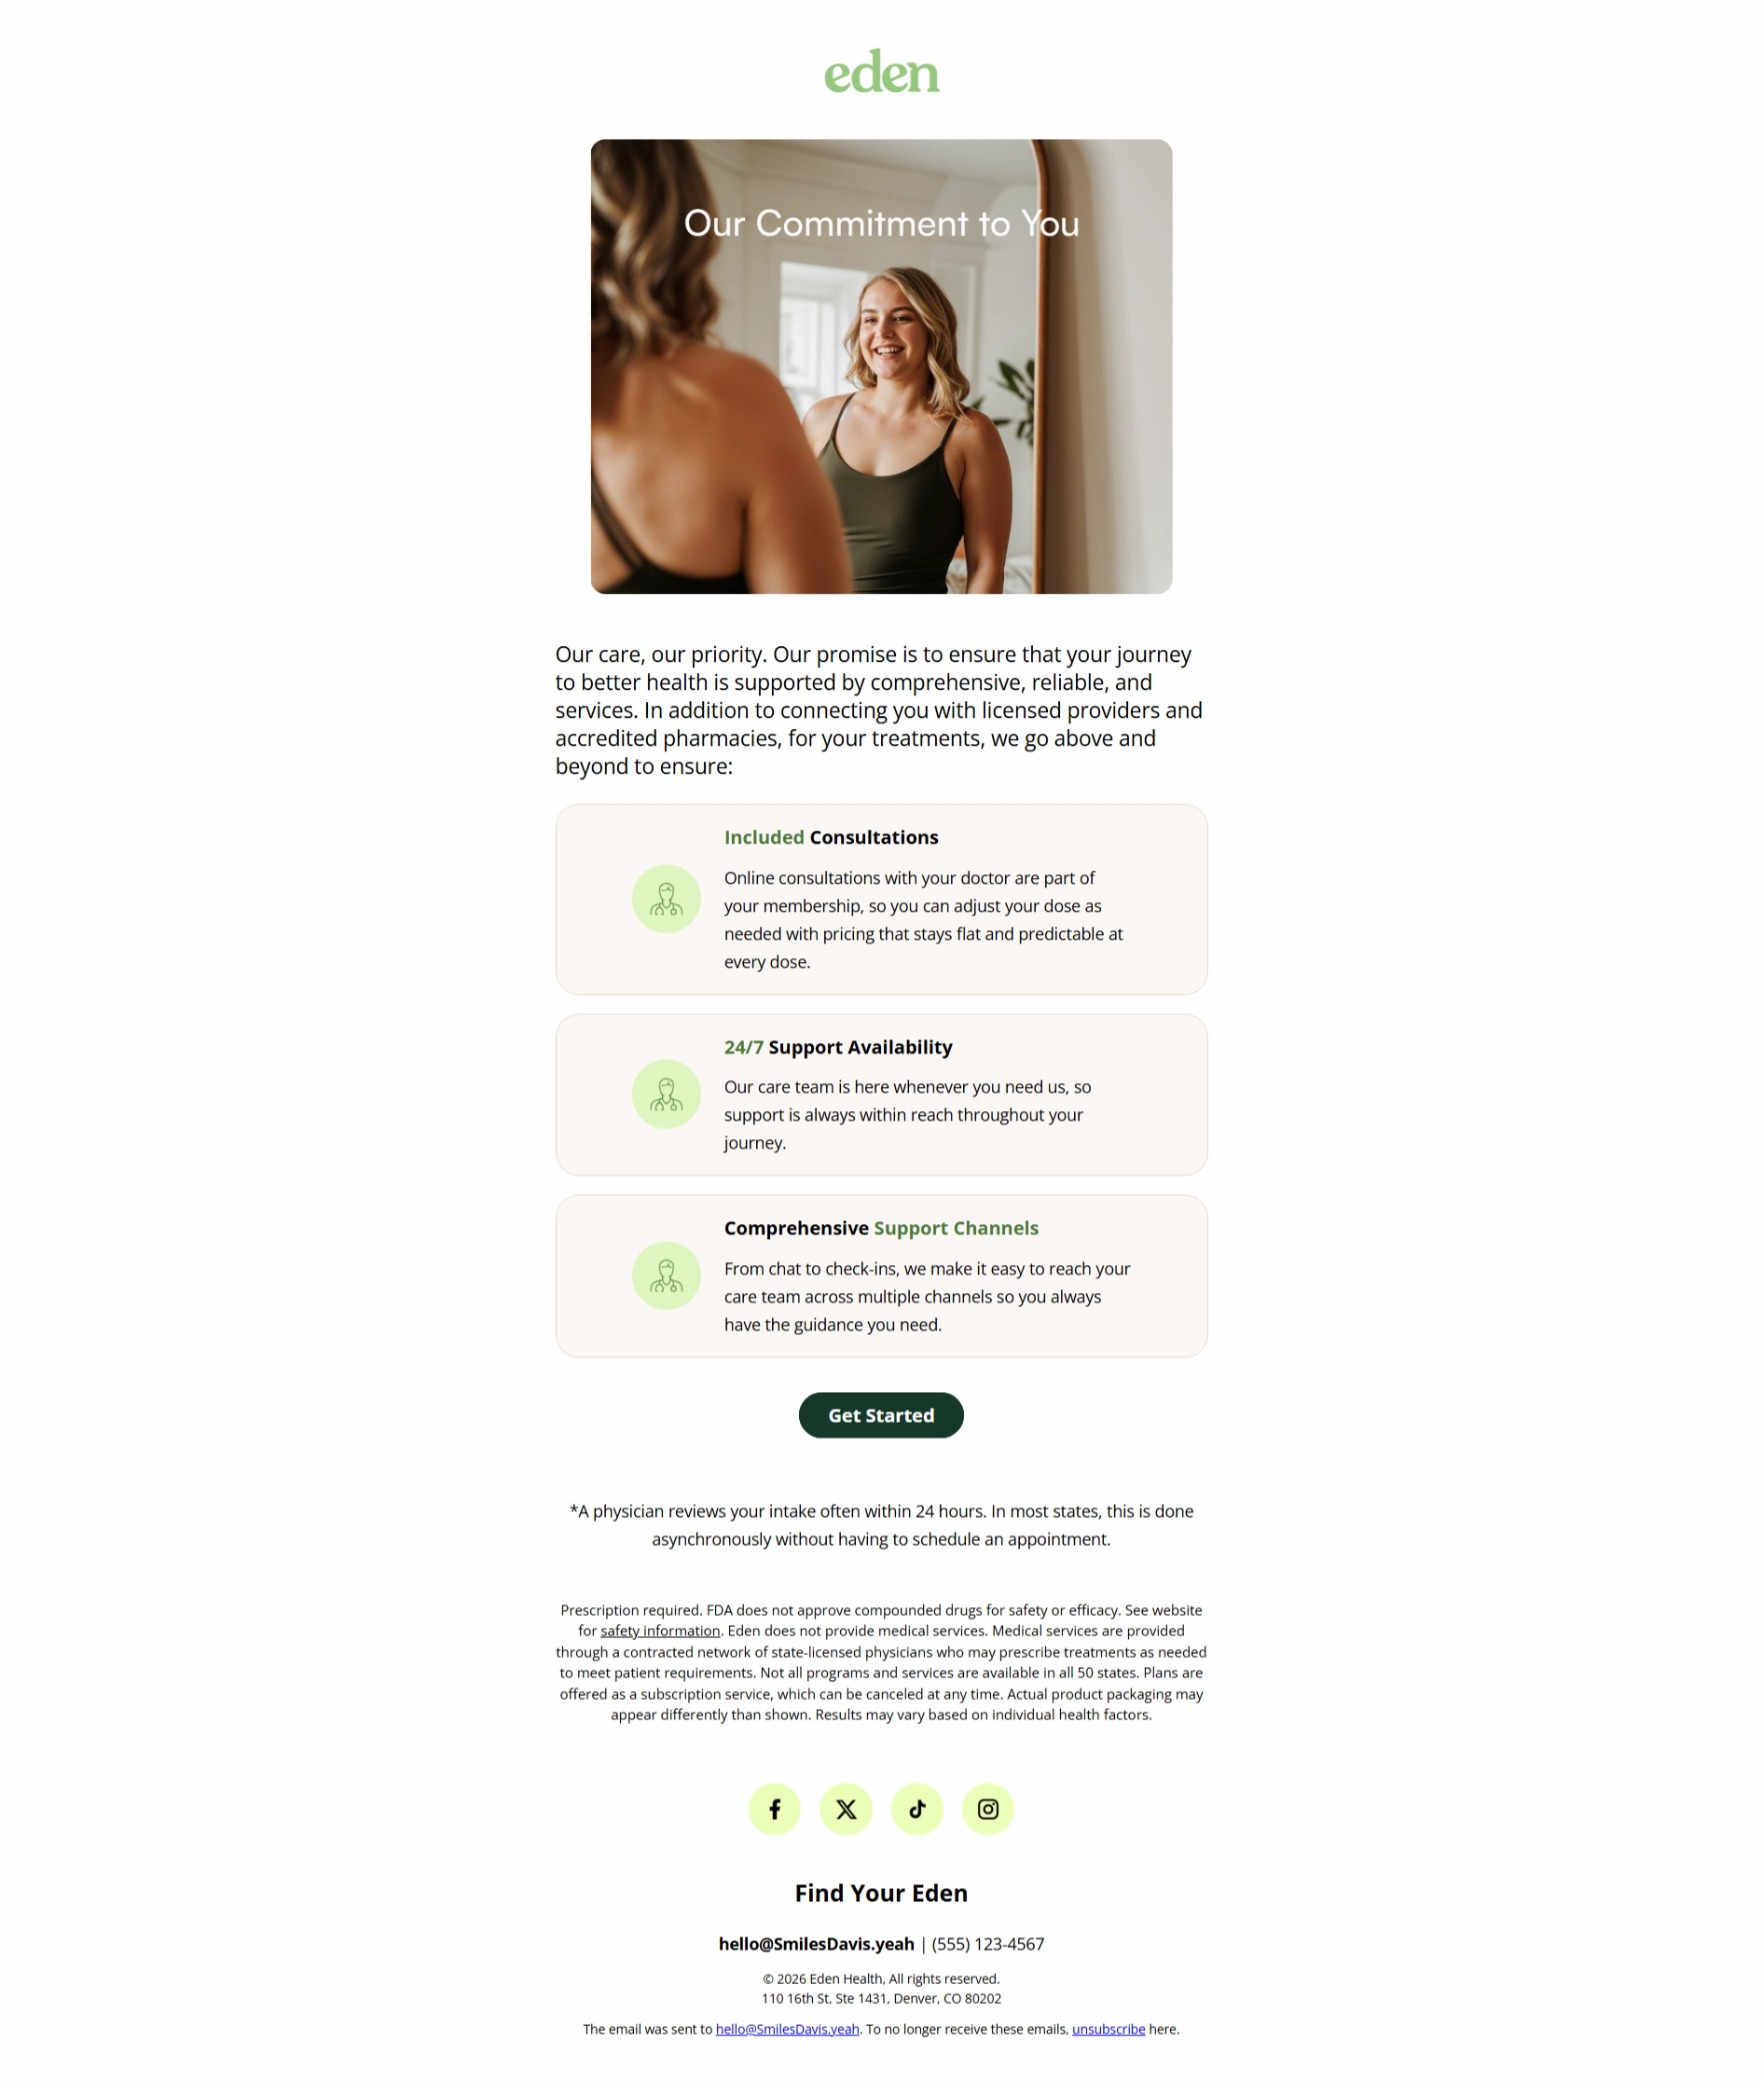 eden
Our Commitment to You
Our care, our priority. Our promise is to ensure that your journey
to better health is supported by comprehensive, reliable, and
services. In addition to connecting you with licensed providers and
accredited pharmacies, for your treatments, we go above and
beyond to ensure:
Included Consultations
Online consultations with your doctor are part of
your membership, so you can adjust your dose as
needed with pricing that stays flat and predictable at
every dose.
24/7 Support Availability
Our care team is here whenever you need us, so
support is always within reach throughout your
journey.
Comprehensive Support Channels
From chat to check-ins, we make it easy to reach your
care team across multiple channels so you always
have the guidance you need.
Get Started
*A physician reviews your intake often within 24 hours. In most states, this is done
asynchronously without having to schedule an appointment.
Prescription required. FDA does not approve compounded drugs for safety or efficacy. See website
for safety information. Eden does not provide medical services. Medical services are provided
through a contracted network of state-licensed physicians who may prescribe treatments as needed
to meet patient requirements. Not all programs and services are available in all 50 states. Plans are
offered as a subscription service, which can be canceled at any time. Actual product packaging may
appear differently than shown. Results may vary based on individual health factors.
Find Your Eden
hello@SmilesDavis.yeah | (555) 123-4567
© 2026 Eden Health, All rights reserved.
110 16th St, Ste 1431, Denver, CO 80202
The email was sent to hello@SmilesDavis.yeah. To no longer receive these emails, unsubscribe here.